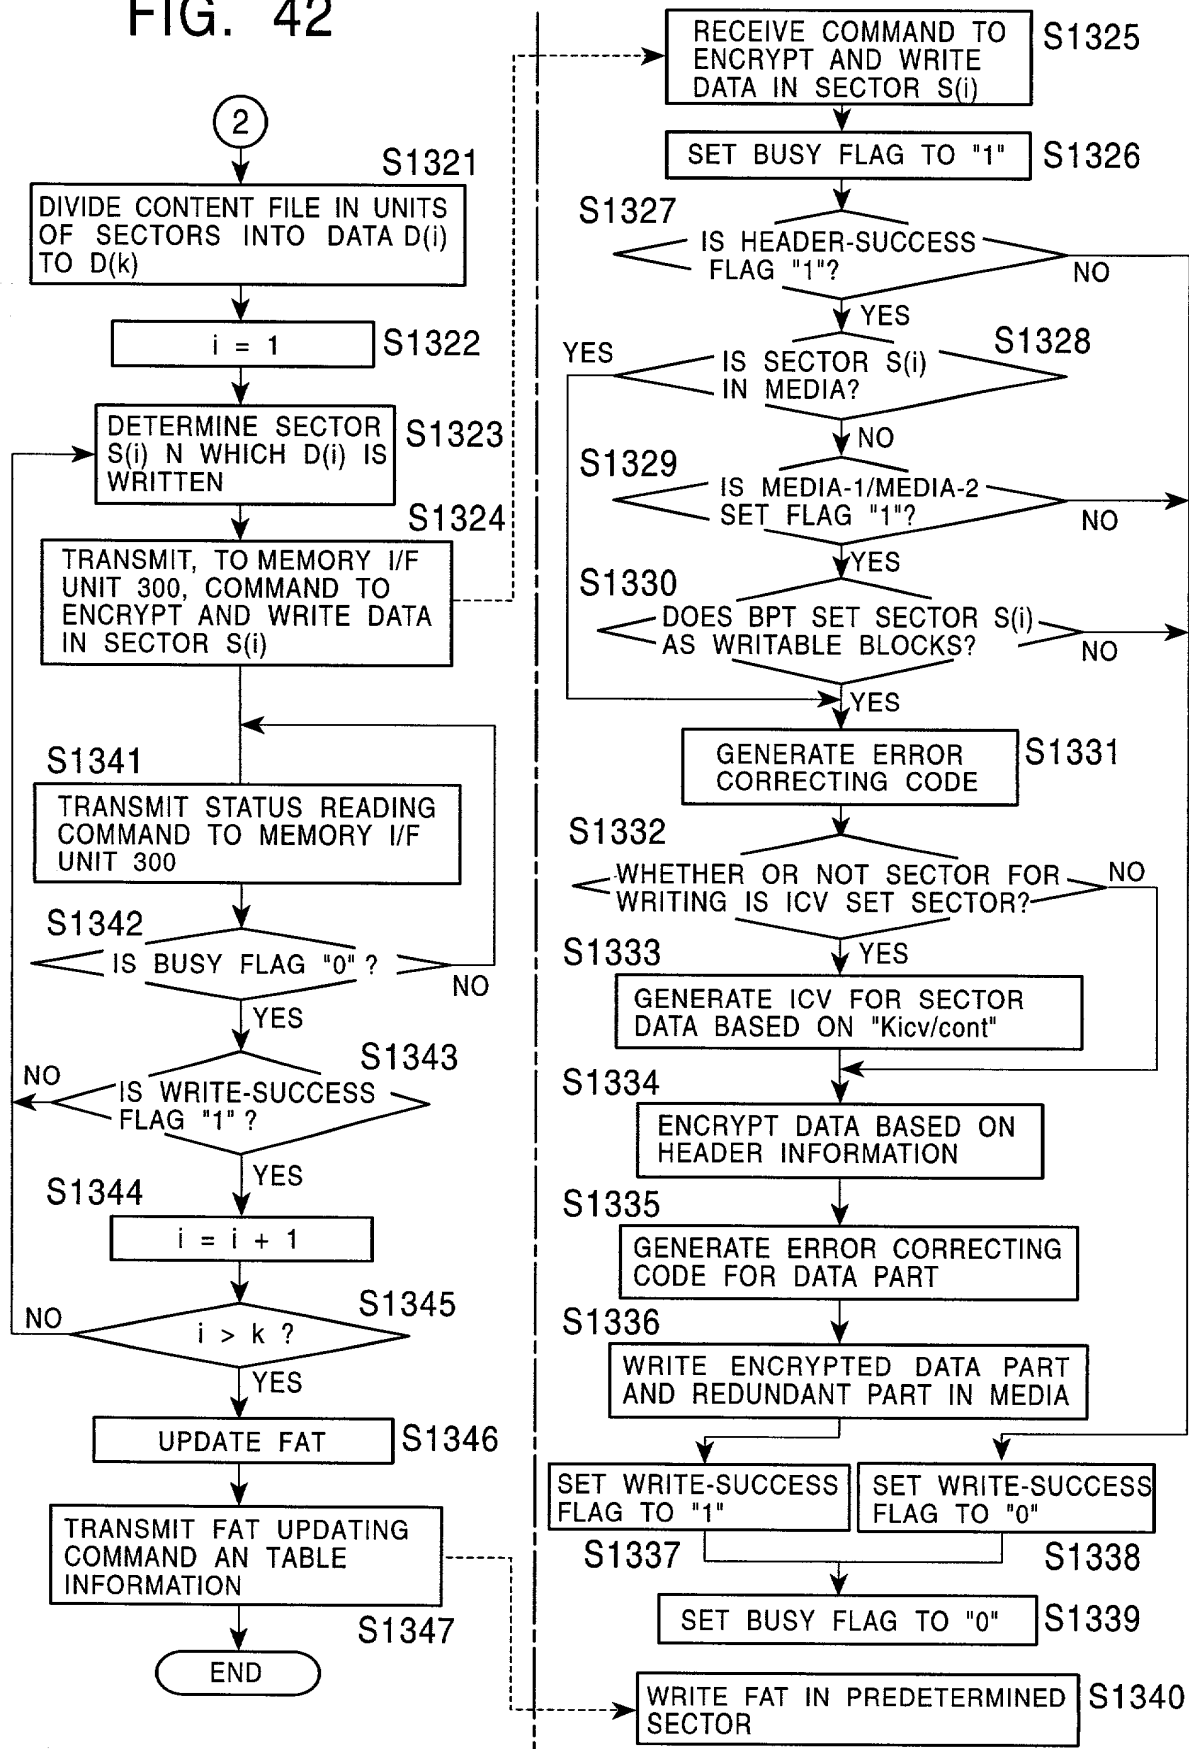 FIG. 42
2
S1321
DIVIDE CONTENT FILE IN UNITS
OF SECTORS INTO DATA D(i)
TO D(k)
i = 1
S1322
DETERMINE SECTOR
S(i) N WHICH D(i) IS
WRITTEN
S1323
S1324
TRANSMIT, TO MEMORY I/F
UNIT 300, COMMAND TO
ENCRYPT AND WRITE DATA
IN SECTOR S(i)
S1341
TRANSMIT STATUS READING
COMMAND TO MEMORY I/F
UNIT 300
S1342
IS BUSY FLAG "0" ?
NO
YES
S1343
NO
IS WRITE-SUCCESS
FLAG "1" ?
YES
S1344
i = i + 1
S1345
NO
i > k ?
YES
UPDATE FAT
S1346
TRANSMIT FAT UPDATING
COMMAND AN TABLE
INFORMATION
S1347
END
RECEIVE COMMAND TO
ENCRYPT AND WRITE
DATA IN SECTOR S(i)
S1325
SET BUSY FLAG TO "1"
S1326
S1327
IS HEADER-SUCCESS
FLAG "1"?
NO
YES
S1328
YES
IS SECTOR S(i)
IN MEDIA?
NO
S1329
IS MEDIA-1/MEDIA-2
SET FLAG "1"?
NO
YES
S1330
DOES BPT SET SECTOR S(i)
AS WRITABLE BLOCKS?
NO
YES
GENERATE ERROR
CORRECTING CODE
S1331
S1332
WHETHER OR NOT SECTOR FOR
WRITING IS ICV SET SECTOR?
NO
YES
S1333
GENERATE ICV FOR SECTOR
DATA BASED ON "Kicv/cont"
S1334
ENCRYPT DATA BASED ON
HEADER INFORMATION
S1335
GENERATE ERROR CORRECTING
CODE FOR DATA PART
S1336
WRITE ENCRYPTED DATA PART
AND REDUNDANT PART IN MEDIA
SET WRITE-SUCCESS
FLAG TO "1"
S1337
SET WRITE-SUCCESS
FLAG TO "0"
S1338
SET BUSY FLAG TO "0"
S1339
WRITE FAT IN PREDETERMINED
SECTOR
S1340